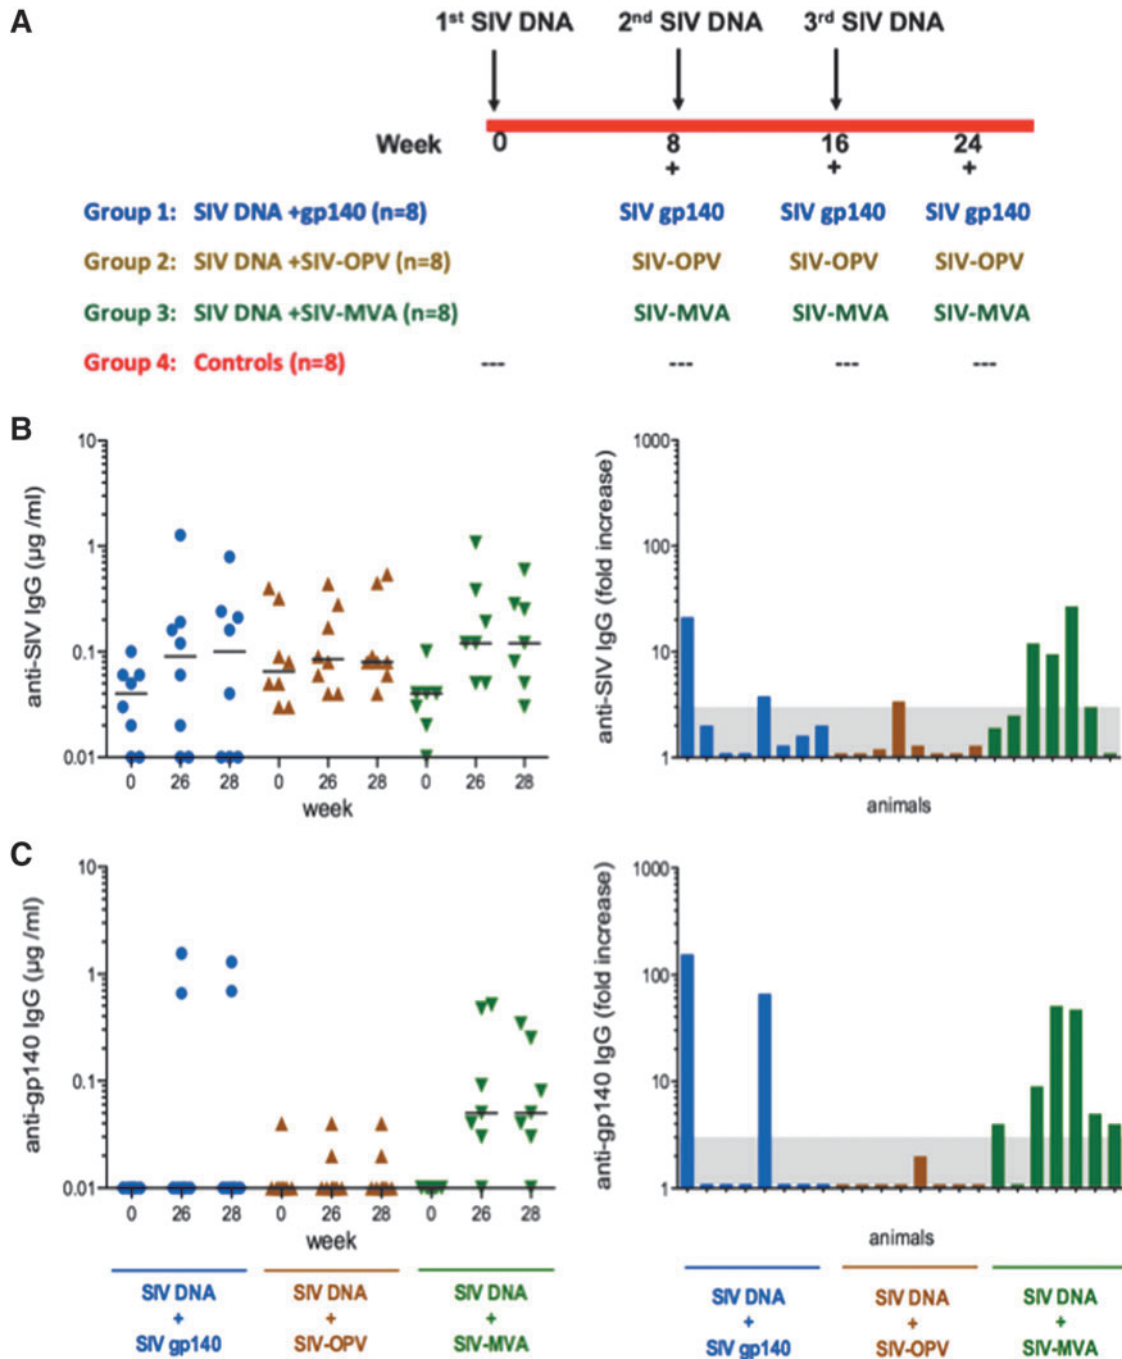 A
1st SIV DNA 2nd SIV DNA 3rd SIV DNA
Week 0 8 16 24
+ + +
Group 1: SIV DNA +gp140 (n=8) SIV gp140 SIV gp140 SIV gp140
Group 2: SIV DNA +SIV-OPV (n=8) SIV-OPV SIV-OPV SIV-OPV
Group 3: SIV DNA +SIV-MVA (n=8) SIV-MVA SIV-MVA SIV-MVA
Group 4: Controls (n=8) --- --- --- ---
B
anti-SIV IgG (µg /ml)
10
1
0.1
0.01
0 26 28 0 26 28 0 26 28
week
anti-SIV IgG (fold increase)
1000
100
10
1
animals
C
anti-gp140 IgG (µg /ml)
10
1
0.1
0.01
0 26 28 0 26 28 0 26 28
week
SIV DNA SIV DNA SIV DNA
+ + +
SIV gp140 SIV-OPV SIV-MVA
anti-gp140 IgG (fold increase)
1000
100
10
1
animals
SIV DNA SIV DNA SIV DNA
+ + +
SIV gp140 SIV-OPV SIV-MVA